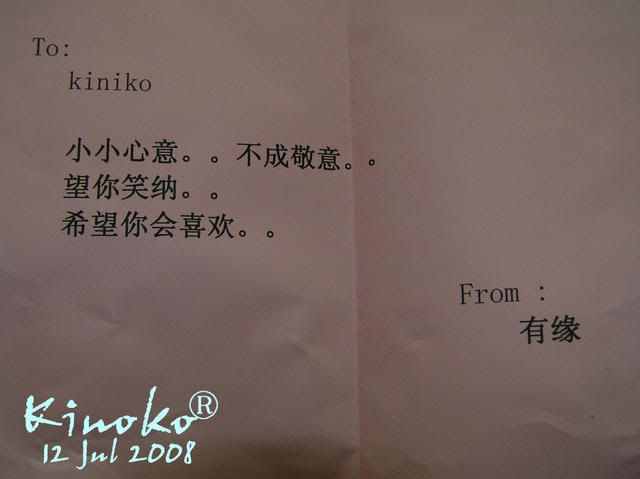 To:
kiniko
小小心意。。不成敬意。。
望你笑纳。。
希望你会喜欢。。
From :
有缘
Kinoko®
12 Jul 2008